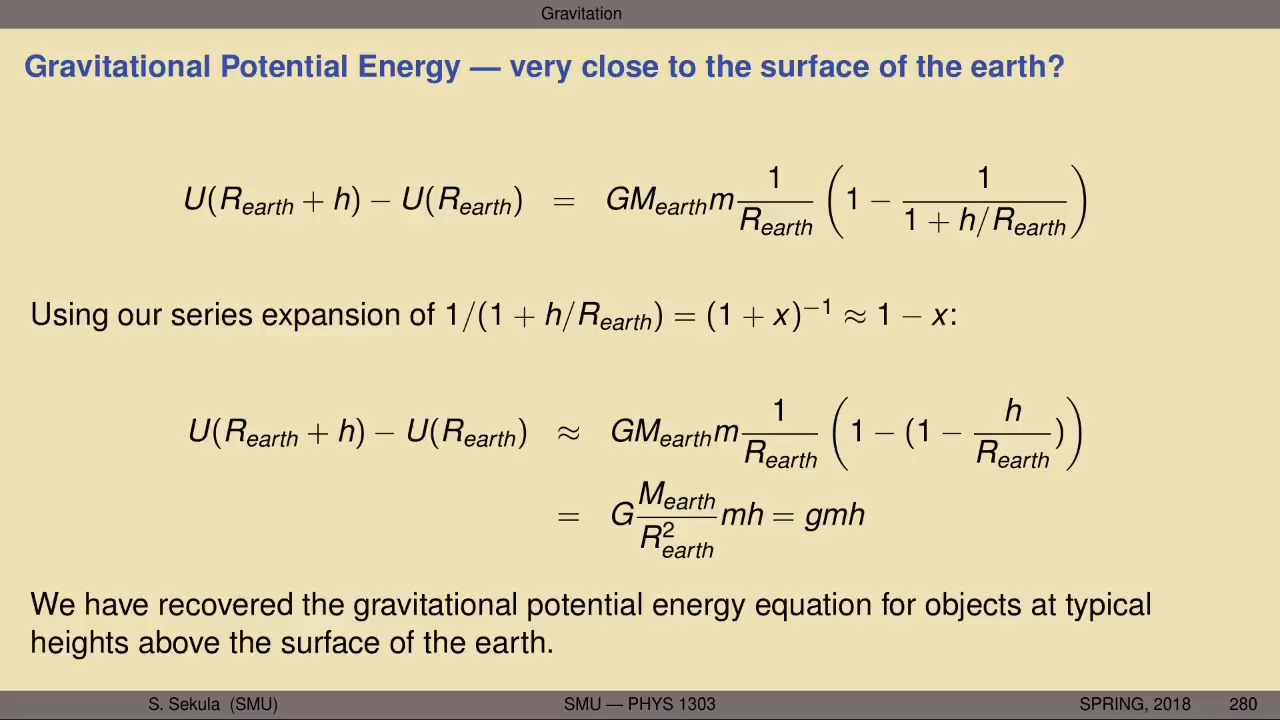 Gravitation
Gravitational Potential Energy — very close to the surface of the earth?
U(R_earth + h) − U(R_earth) = GM_earth m 1/R_earth (1 − 1/(1 + h/R_earth))
Using our series expansion of 1/(1 + h/R_earth) = (1 + x)^−1 ≈ 1 − x:
U(R_earth + h) − U(R_earth) ≈ GM_earth m 1/R_earth (1 − (1 − h/R_earth))
= G M_earth/R^2_earth mh = gmh
We have recovered the gravitational potential energy equation for objects at typical
heights above the surface of the earth.
S. Sekula (SMU) SMU — PHYS 1303 SPRING, 2018 280